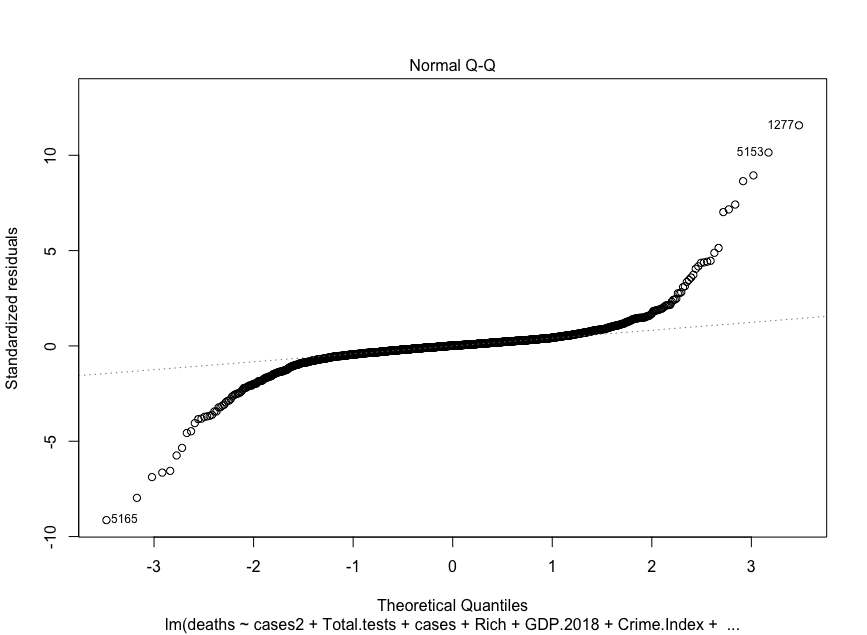 Normal Q-Q
Standardized residuals
10
5
0
-5
-10
1277
5153
5165
-3 -2 -1 0 1 2 3
Theoretical Quantiles
lm(deaths ~ cases2 + Total.tests + cases + Rich + GDP.2018 + Crime.Index + ...